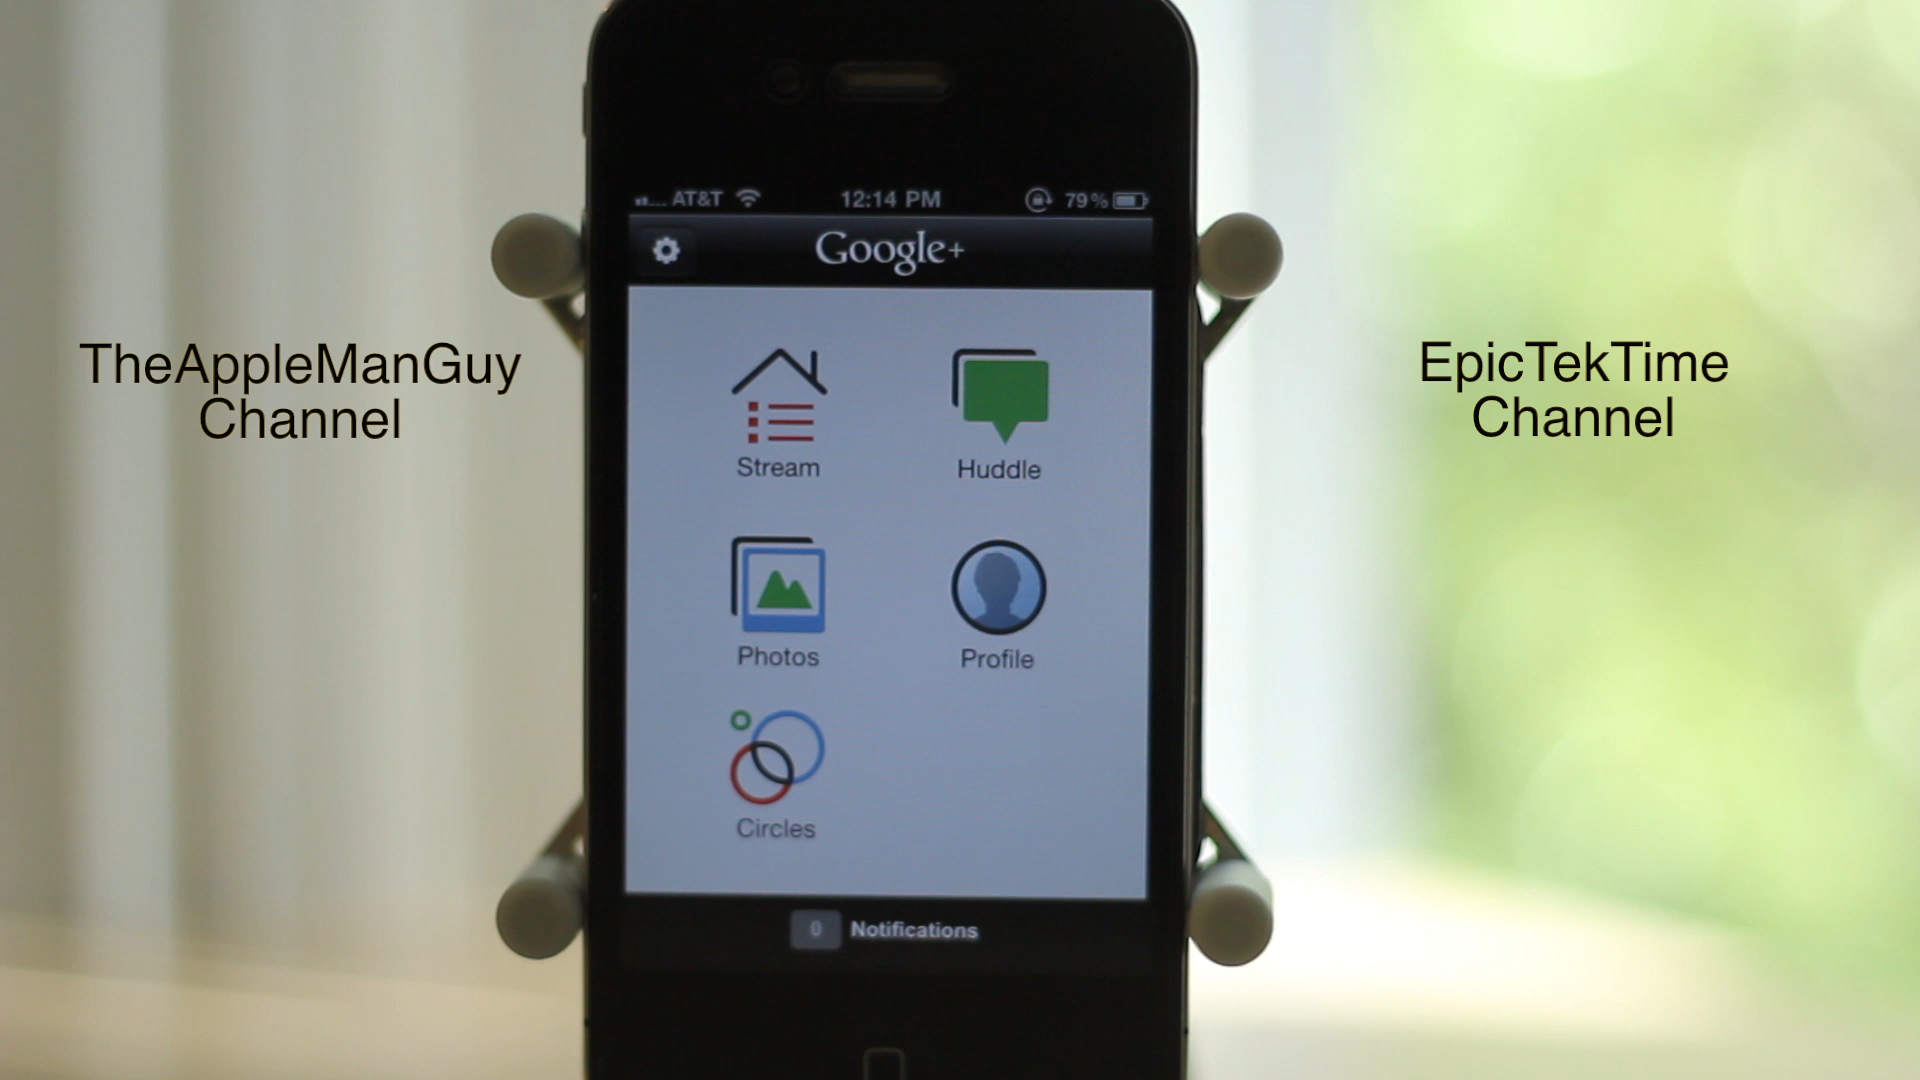 AT&T 12:14 PM 79%
Google+
TheAppleManGuy
Channel
EpicTekTime
Channel
Stream
Huddle
Photos
Profile
Circles
0 Notifications